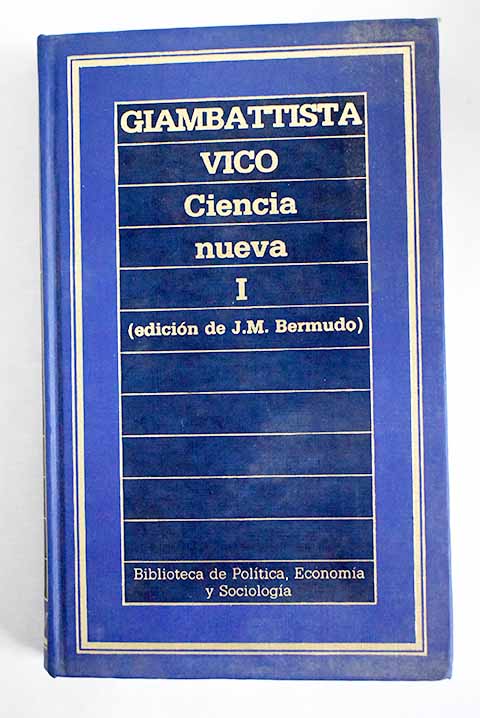 GIAMBATTISTA
VICO
Ciencia
nueva
I
(edición de J.M. Bermudo)
Biblioteca de Política, Economía
y Sociología